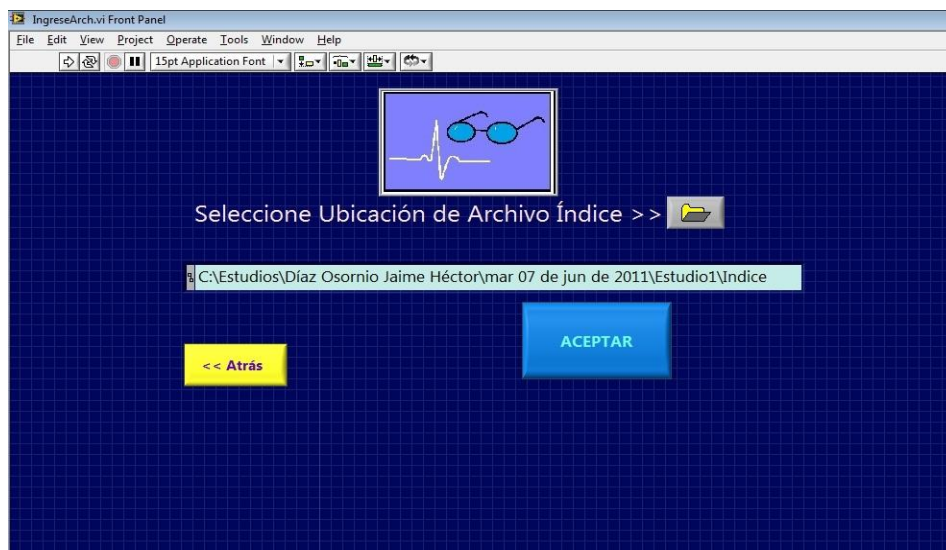 IngreseArch.vi Front Panel
File Edit View Project Operate Tools Window Help
15pt Application Font
Seleccione Ubicación de Archivo Índice >>
C:\Estudios\Díaz Osornio Jaime Héctor\mar 07 de jun de 2011\Estudio1\Indice
ACEPTAR
<< Atrás